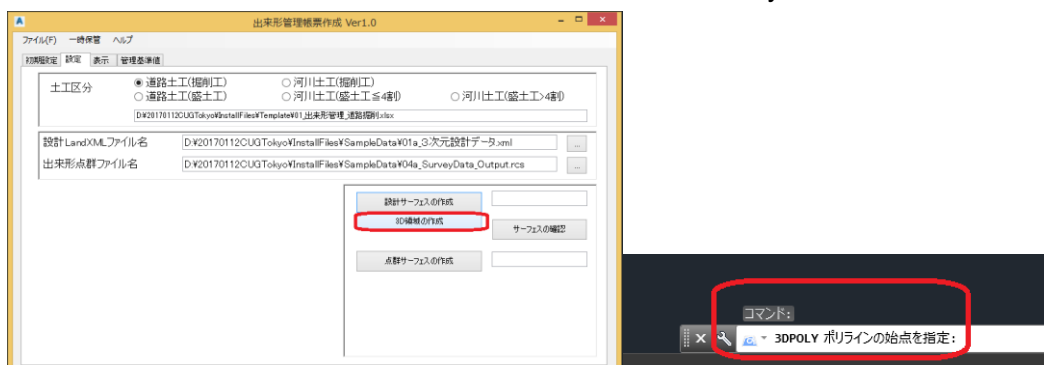 出来形管理帳票作成 Ver1.0
ファイル(F) 一時保管 ヘルプ
初期設定 設定 表示 管理基準値
土工区分
道路土工(掘削工) 河川土工(掘削工)
道路土工(盛土工) 河川土工(盛土工≦4割) 河川土工(盛土工>4割)
D:¥20170112CUGTokyo¥InstallFiles¥Template¥01_出来形管理_道路掘削.xlsx
設計LandXMLファイル名 D:¥20170112CUGTokyo¥InstallFiles¥SampleData¥01a_3次元設計データ.xml ...
出来形点群ファイル名 D:¥20170112CUGTokyo¥InstallFiles¥SampleData¥04a_SurveyData_Output.rcs ...
設計サーフェスの作成
3D領域の作成
サーフェスの確認
点群サーフェスの作成
コマンド:
3DPOLY ポリラインの始点を指定: